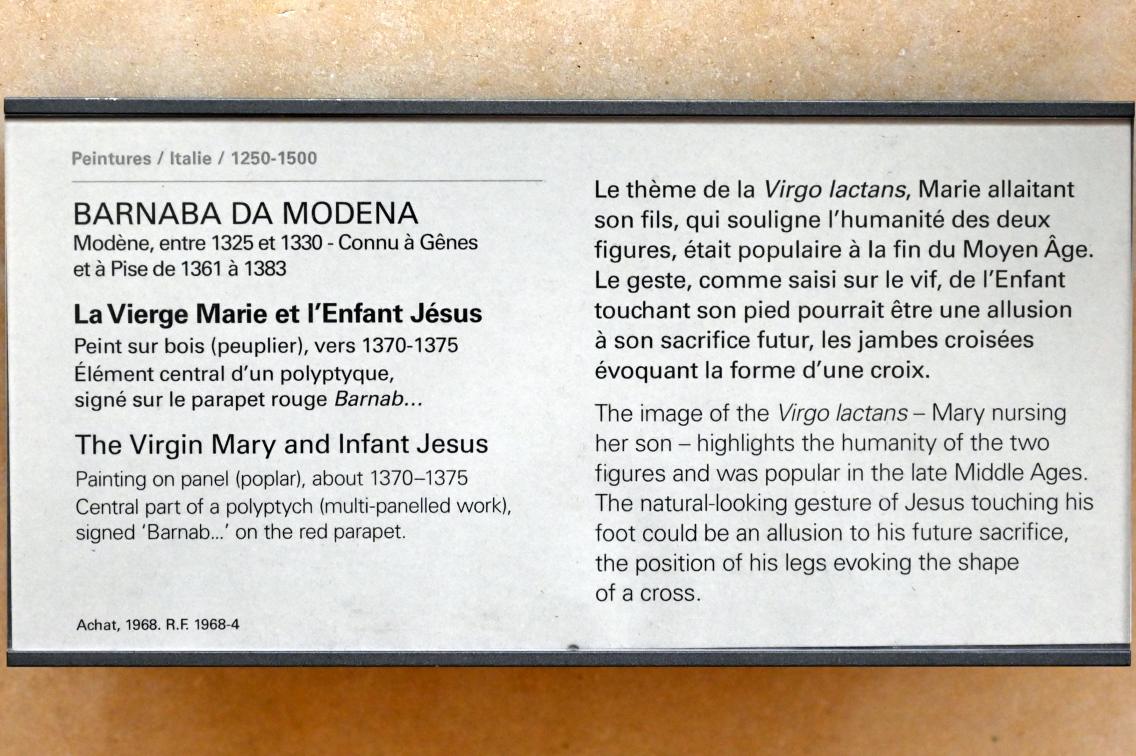 Peintures / Italie / 1250-1500
BARNABA DA MODENA
Modène, entre 1325 et 1330 - Connu à Gênes
et à Pise de 1361 à 1383
La Vierge Marie et l'Enfant Jésus
Peint sur bois (peuplier), vers 1370-1375
Élément central d'un polyptyque,
signé sur le parapet rouge Barnab...
The Virgin Mary and Infant Jesus
Painting on panel (poplar), about 1370–1375
Central part of a polyptych (multi-panelled work),
signed 'Barnab...' on the red parapet.
Achat, 1968. R.F. 1968-4
Le thème de la Virgo lactans, Marie allaitant
son fils, qui souligne l'humanité des deux
figures, était populaire à la fin du Moyen Âge.
Le geste, comme saisi sur le vif, de l'Enfant
touchant son pied pourrait être une allusion
à son sacrifice futur, les jambes croisées
évoquant la forme d'une croix.
The image of the Virgo lactans – Mary nursing
her son – highlights the humanity of the two
figures and was popular in the late Middle Ages.
The natural-looking gesture of Jesus touching his
foot could be an allusion to his future sacrifice,
the position of his legs evoking the shape
of a cross.